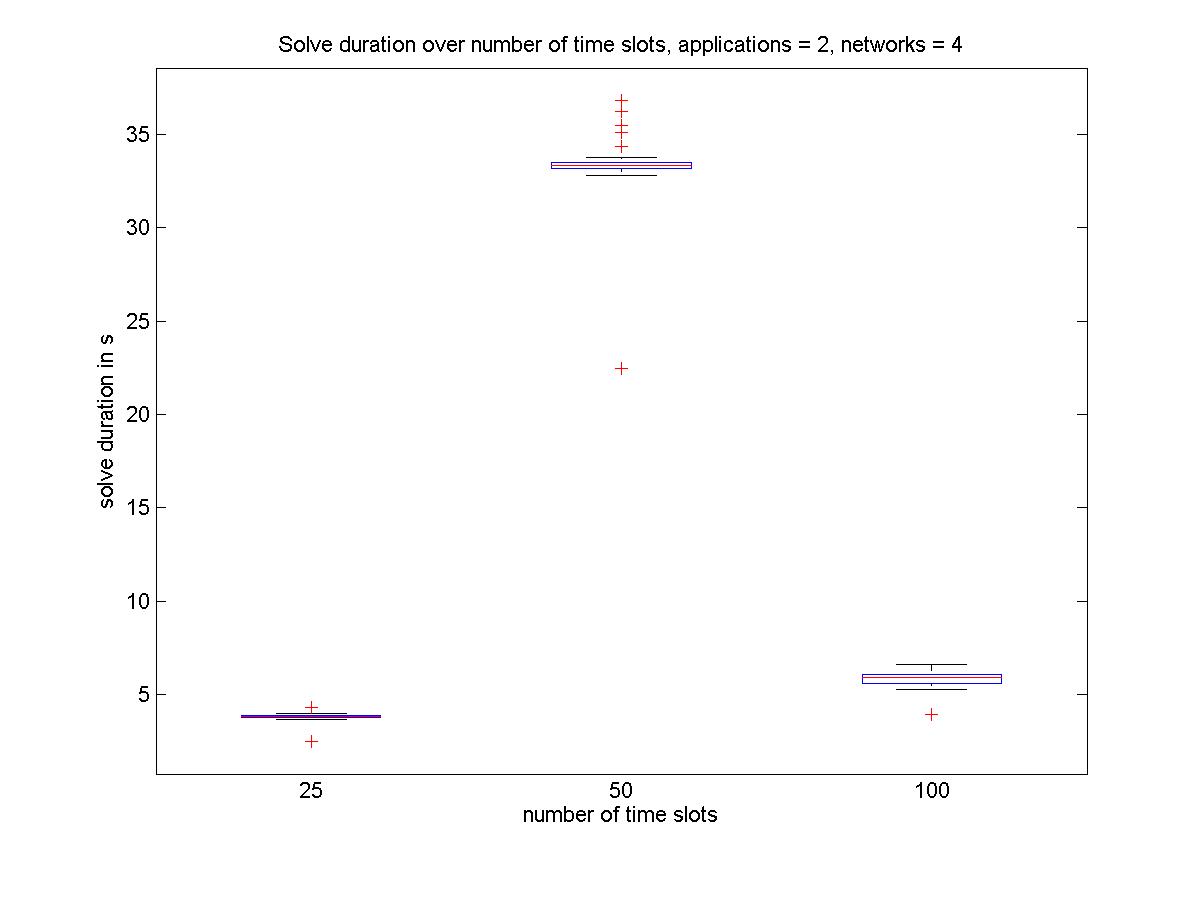 Solve duration over number of time slots, applications = 2, networks = 4
35
30
25
20
15
10
5
solve duration in s
25 50 100
number of time slots